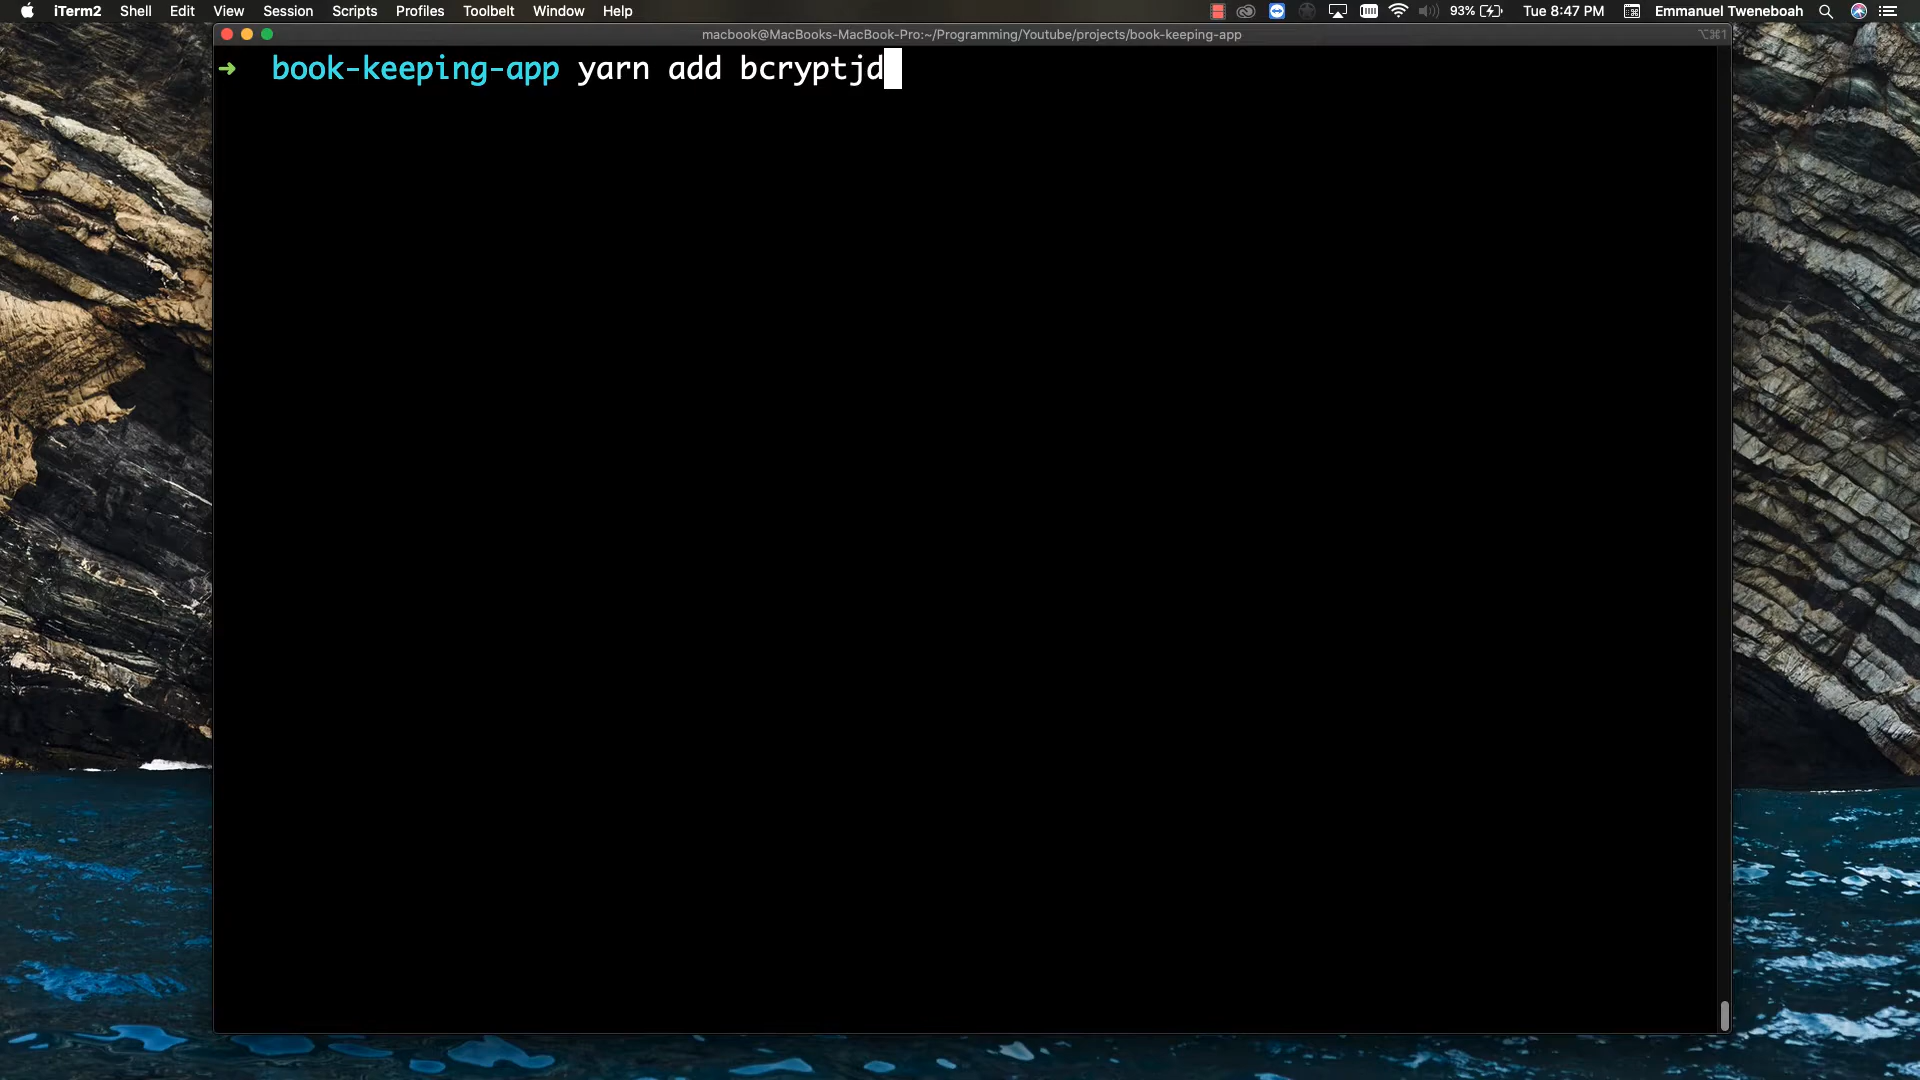 iTerm2 Shell Edit View Session Scripts Profiles Toolbelt Window Help 93% Tue 8:47 PM Emmanuel Tweneboah
macbook@MacBooks-MacBook-Pro:~/Programming/Youtube/projects/book-keeping-app ⌥⌘1
➜ book-keeping-app yarn add bcryptjd